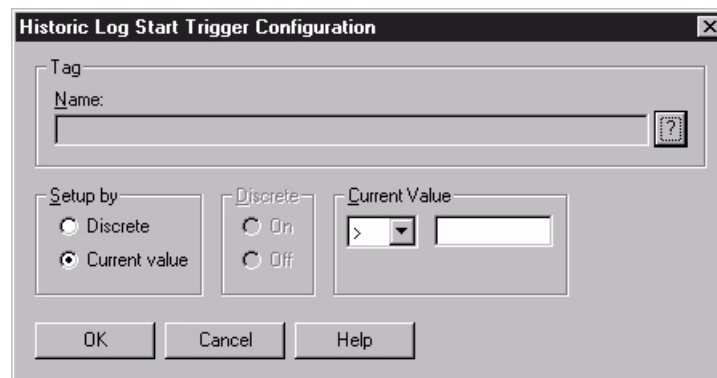 Historic Log Start Trigger Configuration
Tag
Name:
?
Setup by
Discrete
Current value
Discrete
On
Off
Current Value
>
OK
Cancel
Help